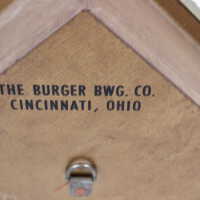 THE BURGER BWG. CO.
CINCINNATI, OHIO